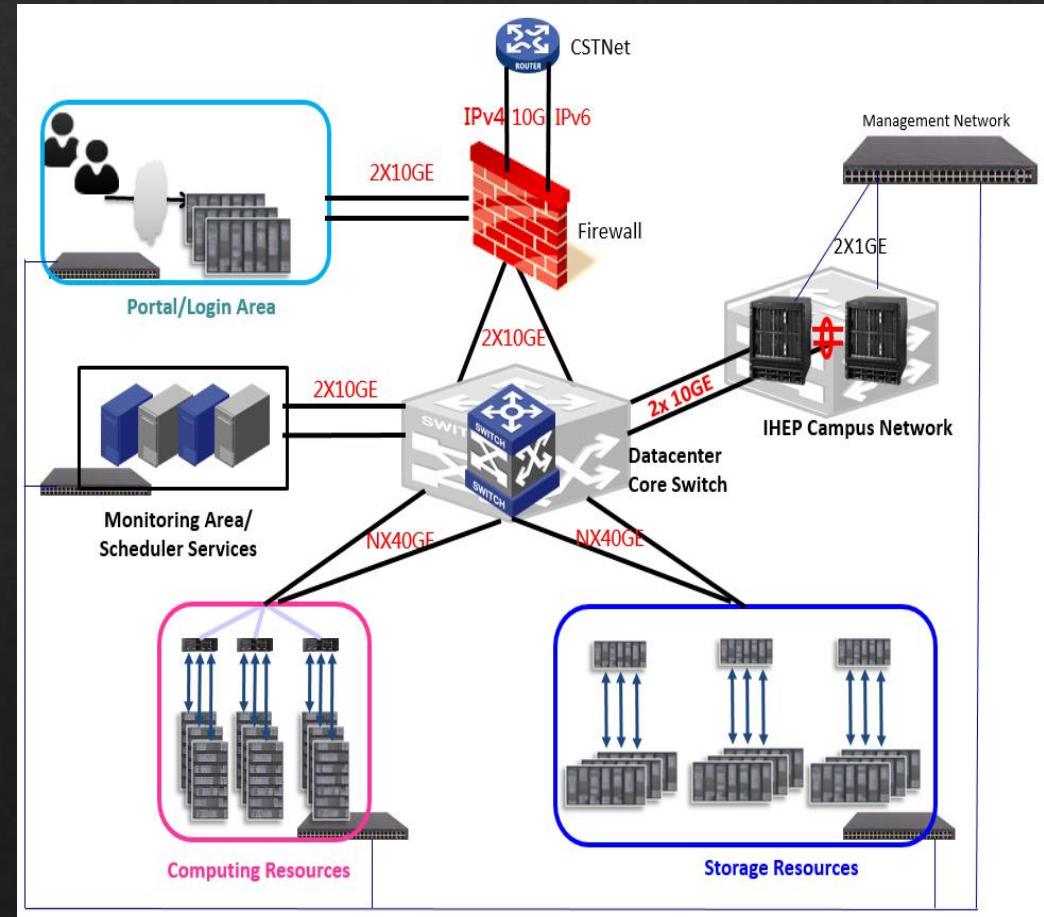 CSTNet
ROUTER
IPv4 10G IPv6
Management Network
2X10GE
Firewall
2X1GE
Portal/Login Area
2X10GE
2X10GE
2x 10GE
IHEP Campus Network
SWITCH
SWITCH
SWITCH
Datacenter
Core Switch
Monitoring Area/
Scheduler Services
NX40GE
NX40GE
Computing Resources
Storage Resources